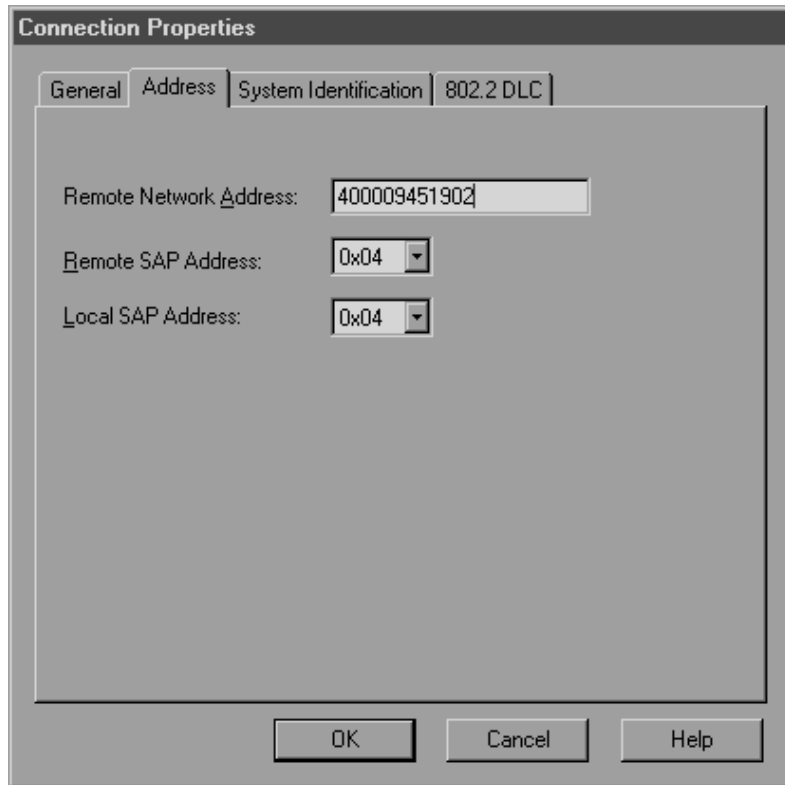 Connection Properties
General Address System Identification 802.2 DLC
Remote Network Address: 400009451902
Remote SAP Address: 0x04
Local SAP Address: 0x04
OK Cancel Help